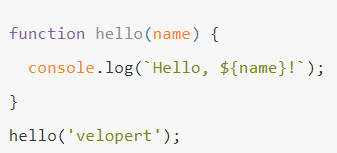 function hello(name) {
  console.log(`Hello, ${name}!`);
}
hello('velopert');